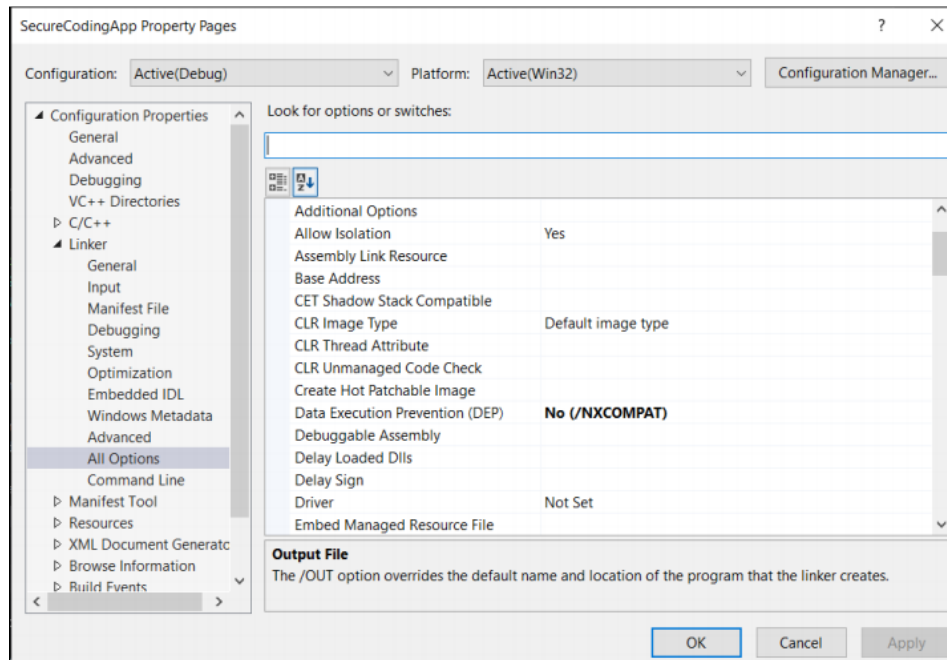 SecureCodingApp Property Pages
Configuration: Active(Debug) Platform: Active(Win32) Configuration Manager...
Configuration Properties
General
Advanced
Debugging
VC++ Directories
C/C++
Linker
General
Input
Manifest File
Debugging
System
Optimization
Embedded IDL
Windows Metadata
Advanced
All Options
Command Line
Manifest Tool
Resources
XML Document Generato
Browse Information
Build Events
Look for options or switches:
Additional Options
Allow Isolation Yes
Assembly Link Resource
Base Address
CET Shadow Stack Compatible
CLR Image Type Default image type
CLR Thread Attribute
CLR Unmanaged Code Check
Create Hot Patchable Image
Data Execution Prevention (DEP) No (/NXCOMPAT)
Debuggable Assembly
Delay Loaded Dlls
Delay Sign
Driver Not Set
Embed Managed Resource File
Output File
The /OUT option overrides the default name and location of the program that the linker creates.
OK Cancel Apply